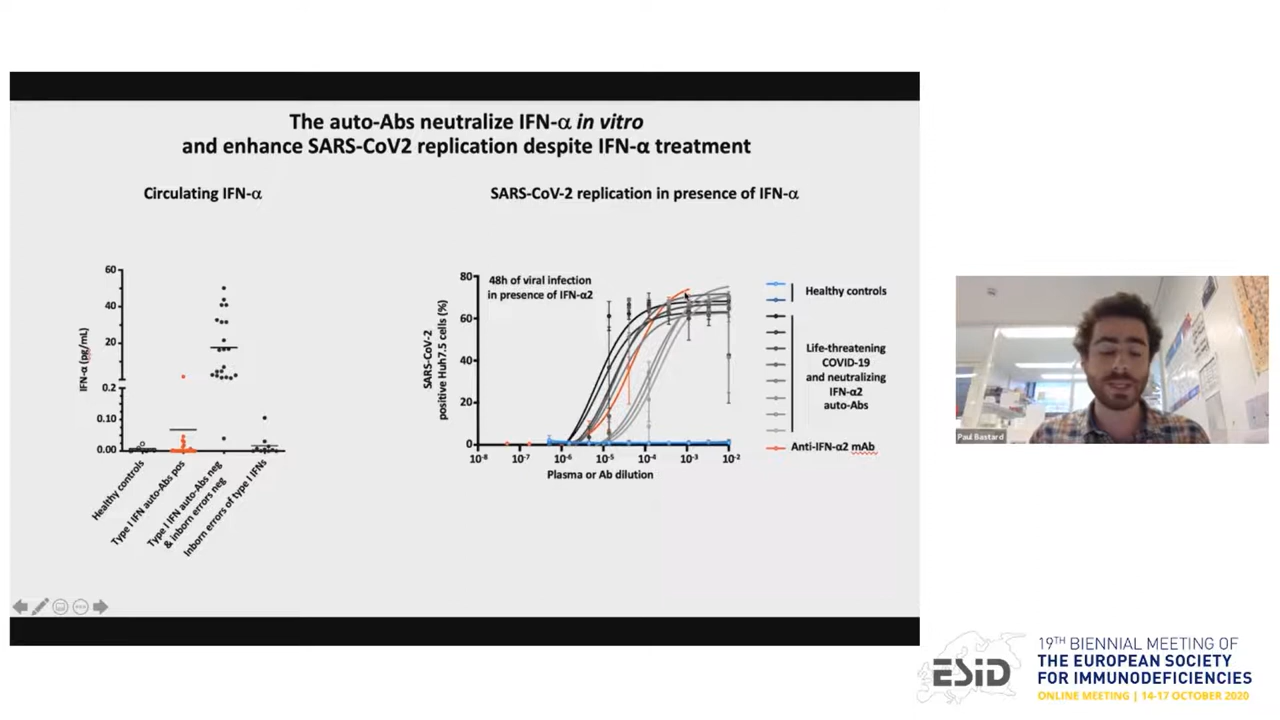 The auto-Abs neutralize IFN-α in vitro
and enhance SARS-CoV2 replication despite IFN-α treatment
Circulating IFN-α
60
40
20
0
0.2
0.10
0.00
IFN-α (pg/mL)
Healthy controls
Type I IFN auto-Abs pos
Type I IFN auto-Abs neg
& inborn errors neg
Inborn errors of type I IFNs
SARS-CoV-2 replication in presence of IFN-α
48h of viral infection
in presence of IFN-α2
80
60
40
20
0
SARS-CoV-2
positive Huh7.5 cells (%)
10-8 10-7 10-6 10-5 10-4 10-3 10-2
Plasma or Ab dilution
Healthy controls
Life-threatening
COVID-19
and neutralizing
IFN-α2
auto-Abs
Anti-IFN-α2 mAb
Paul Bastard
ESiD
19TH BIENNIAL MEETING OF
THE EUROPEAN SOCIETY
FOR IMMUNODEFICIENCIES
ONLINE MEETING | 14-17 OCTOBER 2020